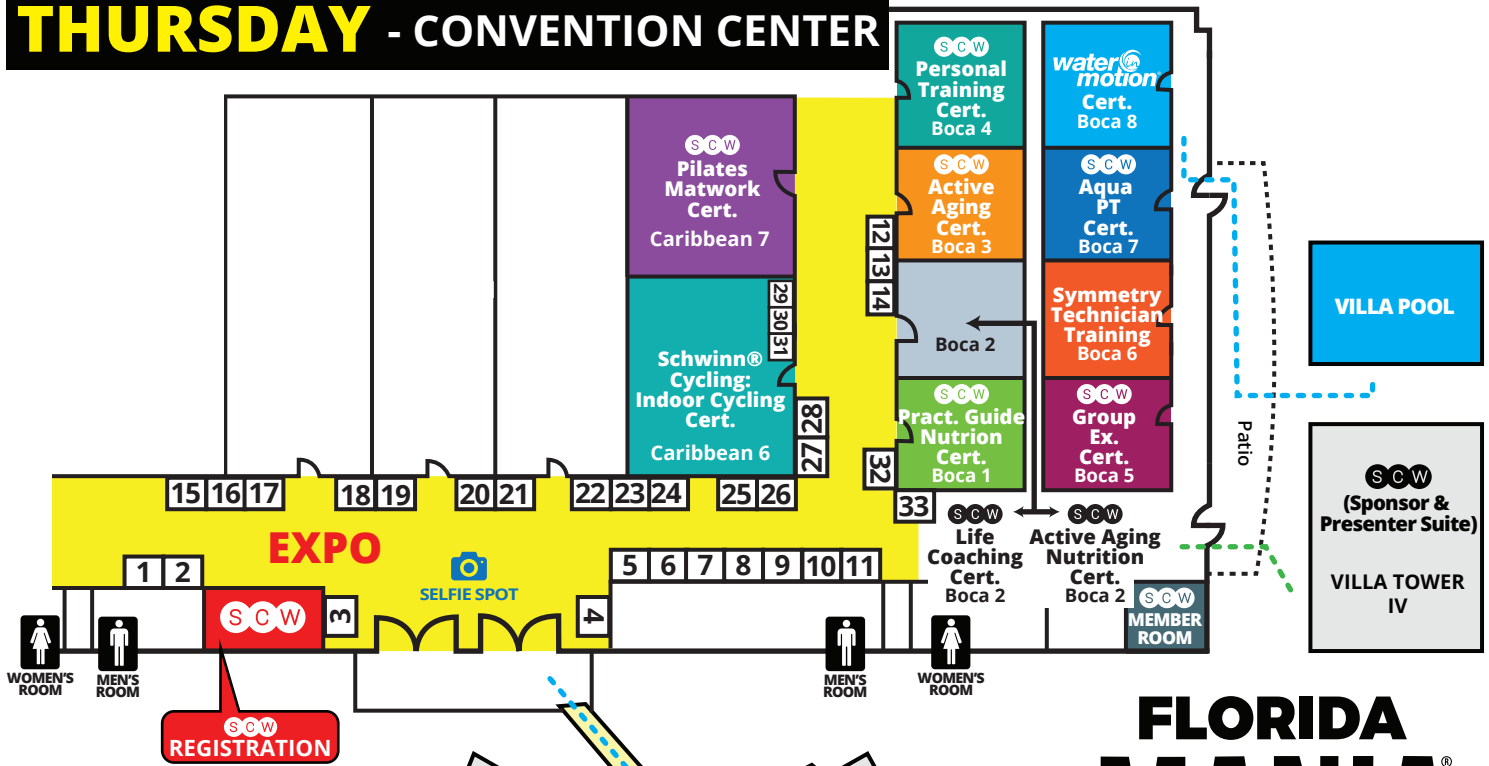 THURSDAY - CONVENTION CENTER
SCW
Personal
Training
Cert.
Boca 4
water in
motion®
Cert.
Boca 8
SCW
Pilates
Matwork
Cert.
Caribbean 7
SCW
Active
Aging
Cert.
Boca 3
SCW
Aqua
PT
Cert.
Boca 7
12
13
14
29
30
31
Boca 2
Symmetry
Technician
Training
Boca 6
VILLA POOL
Schwinn®
Cycling:
Indoor Cycling
Cert.
Caribbean 6
28
27
32
33
SCW
Pract. Guide
Nutrion
Cert.
Boca 1
SCW
Group
Ex.
Cert.
Boca 5
Patio
SCW
(Sponsor &
Presenter Suite)
VILLA TOWER
IV
15 16 17 18 19 20 21 22 23 24 25 26
SCW
Life
Coaching
Cert.
Boca 2
SCW
Active Aging
Nutrition
Cert.
Boca 2
EXPO
SELFIE SPOT
1 2
5 6 7 8 9 10 11
SCW
3
4
SCW
MEMBER
ROOM
WOMEN'S
ROOM
MEN'S
ROOM
MEN'S
ROOM
WOMEN'S
ROOM
SCW
REGISTRATION
FLORIDA
MANIA®